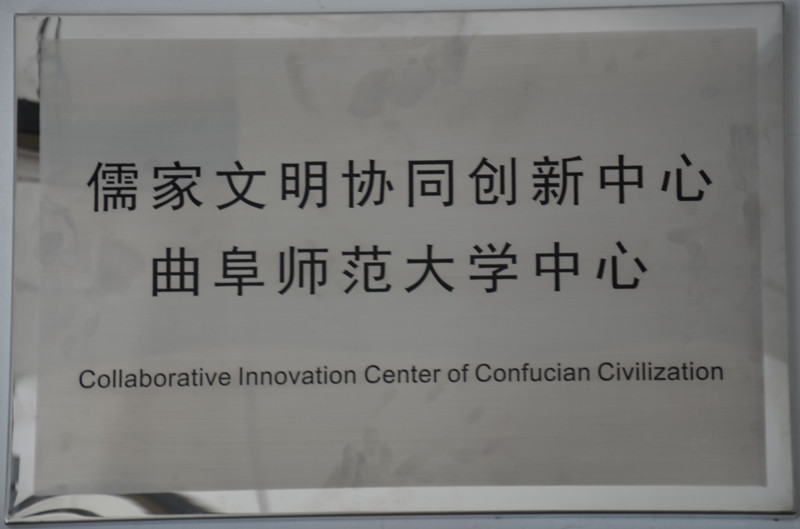 儒家文明协同创新中心
曲阜师范大学中心
Collaborative Innovation Center of Confucian Civilization